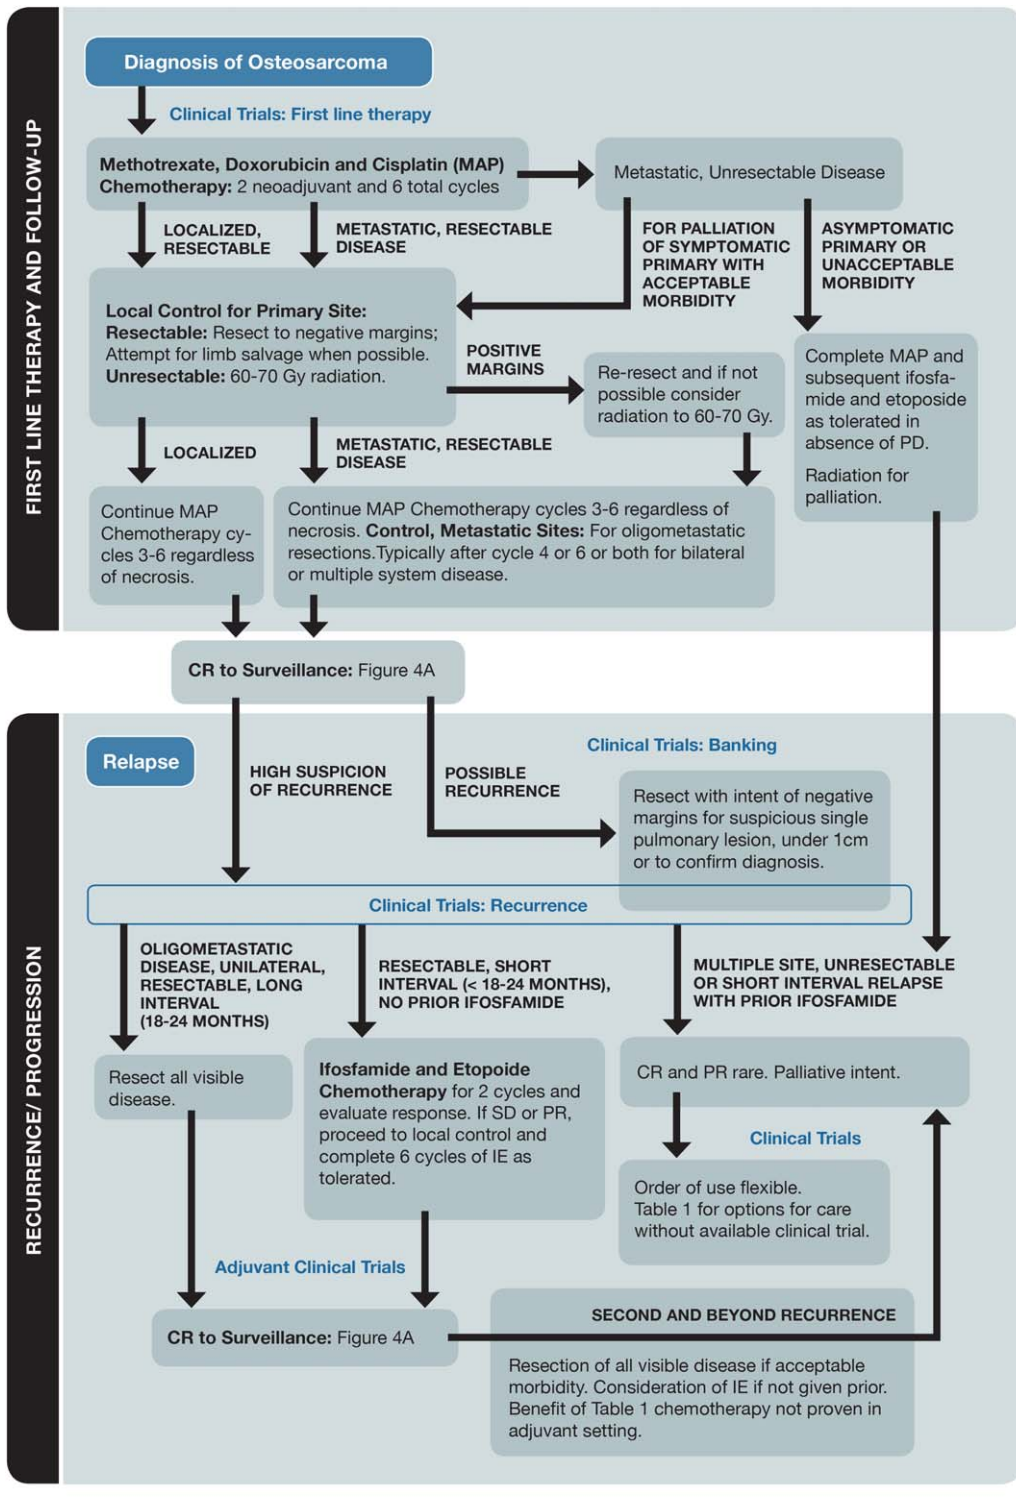 FIRST LINE THERAPY AND FOLLOW-UP
Diagnosis of Osteosarcoma
Clinical Trials: First line therapy
Methotrexate, Doxorubicin and Cisplatin (MAP)
Chemotherapy: 2 neoadjuvant and 6 total cycles
Metastatic, Unresectable Disease
LOCALIZED,
RESECTABLE
METASTATIC, RESECTABLE
DISEASE
FOR PALLIATION
OF SYMPTOMATIC
PRIMARY WITH
ACCEPTABLE
MORBIDITY
ASYMPTOMATIC
PRIMARY OR
UNACCEPTABLE
MORBIDITY
Local Control for Primary Site:
Resectable: Resect to negative margins;
Attempt for limb salvage when possible.
Unresectable: 60-70 Gy radiation.
POSITIVE
MARGINS
Re-resect and if not
possible consider
radiation to 60-70 Gy.
Complete MAP and
subsequent ifosfa-
mide and etoposide
as tolerated in
absence of PD.
Radiation for
palliation.
LOCALIZED
METASTATIC, RESECTABLE
DISEASE
Continue MAP
Chemotherapy cy-
cles 3-6 regardless
of necrosis.
Continue MAP Chemotherapy cycles 3-6 regardless of
necrosis. Control, Metastatic Sites: For oligometastatic
resections.Typically after cycle 4 or 6 or both for bilateral
or multiple system disease.
CR to Surveillance: Figure 4A
RECURRENCE/ PROGRESSION
Relapse
HIGH SUSPICION
OF RECURRENCE
POSSIBLE
RECURRENCE
Clinical Trials: Banking
Resect with intent of negative
margins for suspicious single
pulmonary lesion, under 1cm
or to confirm diagnosis.
Clinical Trials: Recurrence
OLIGOMETASTATIC
DISEASE, UNILATERAL,
RESECTABLE, LONG
INTERVAL
(18-24 MONTHS)
RESECTABLE, SHORT
INTERVAL (< 18-24 MONTHS),
NO PRIOR IFOSFAMIDE
MULTIPLE SITE, UNRESECTABLE
OR SHORT INTERVAL RELAPSE
WITH PRIOR IFOSFAMIDE
Resect all visible
disease.
Ifosfamide and Etopoide
Chemotherapy for 2 cycles and
evaluate response. If SD or PR,
proceed to local control and
complete 6 cycles of IE as
tolerated.
CR and PR rare. Palliative intent.
Clinical Trials
Order of use flexible.
Table 1 for options for care
without available clinical trial.
Adjuvant Clinical Trials
CR to Surveillance: Figure 4A
SECOND AND BEYOND RECURRENCE
Resection of all visible disease if acceptable
morbidity. Consideration of IE if not given prior.
Benefit of Table 1 chemotherapy not proven in
adjuvant setting.